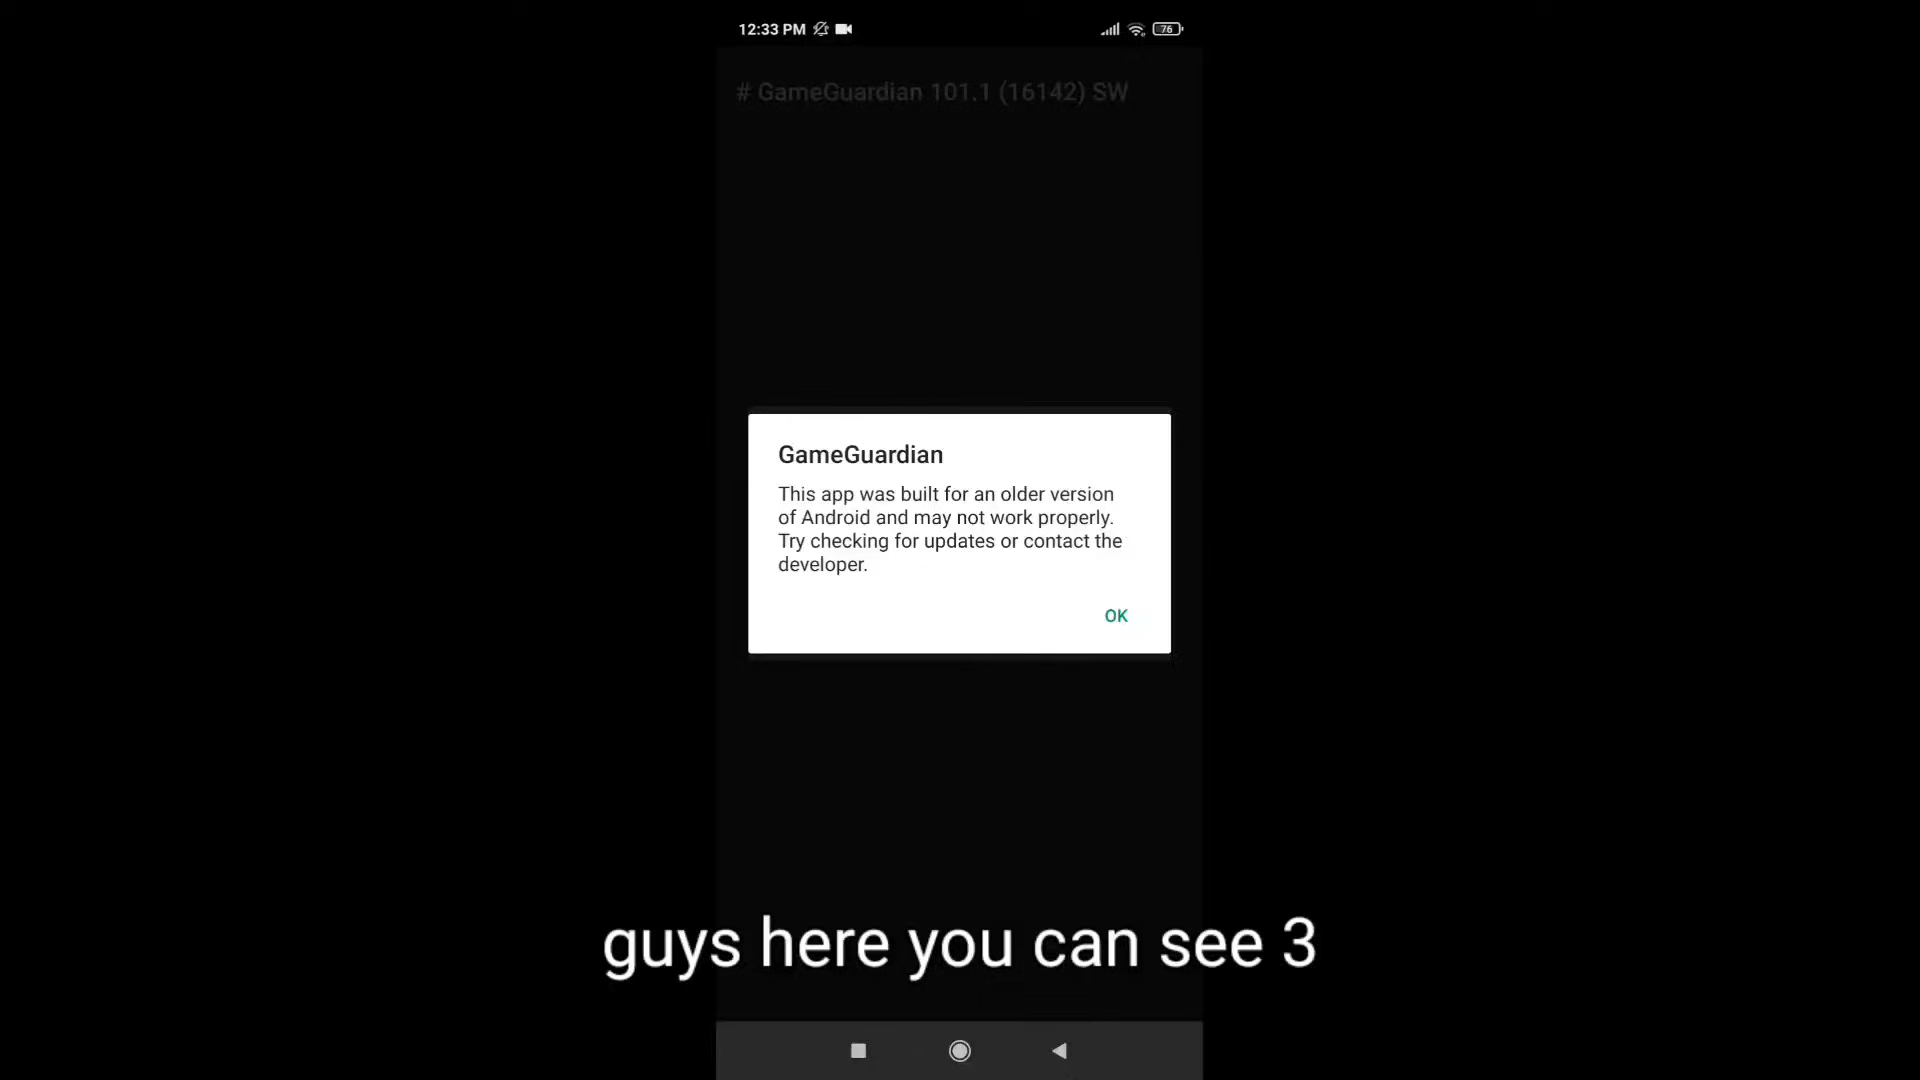 12:33 PM
76
# GameGuardian 101.1 (16142) SW
GameGuardian
This app was built for an older version
of Android and may not work properly.
Try checking for updates or contact the
developer.
OK
guys here you can see 3